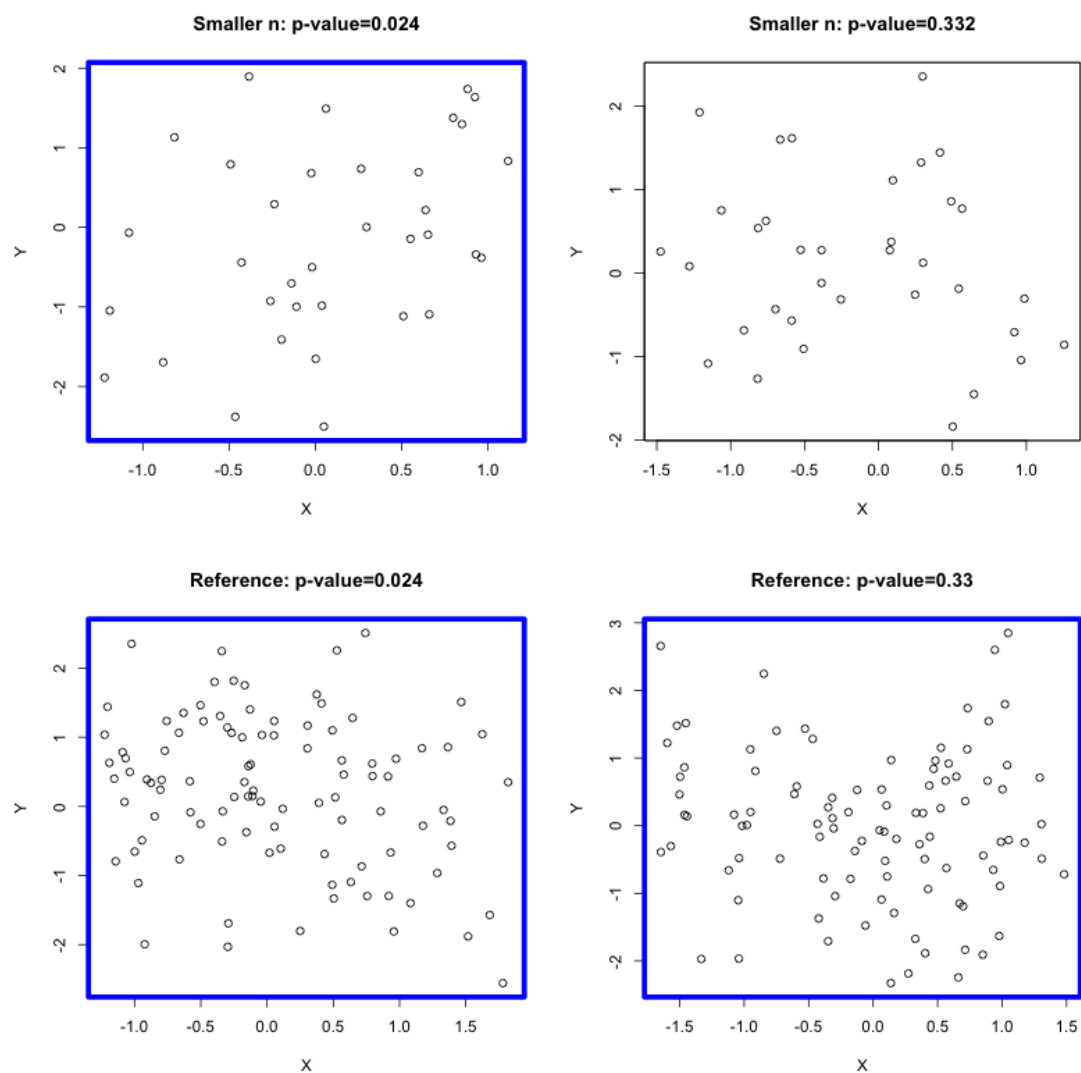 Smaller n: p-value=0.024
Y
2
1
0
-1
-2
-1.0 -0.5 0.0 0.5 1.0
X
Smaller n: p-value=0.332
Y
2
1
0
-1
-2
-1.5 -1.0 -0.5 0.0 0.5 1.0
X
Reference: p-value=0.024
Y
2
1
0
-1
-2
-1.0 -0.5 0.0 0.5 1.0 1.5
X
Reference: p-value=0.33
Y
3
2
1
0
-1
-2
-1.5 -1.0 -0.5 0.0 0.5 1.0 1.5
X